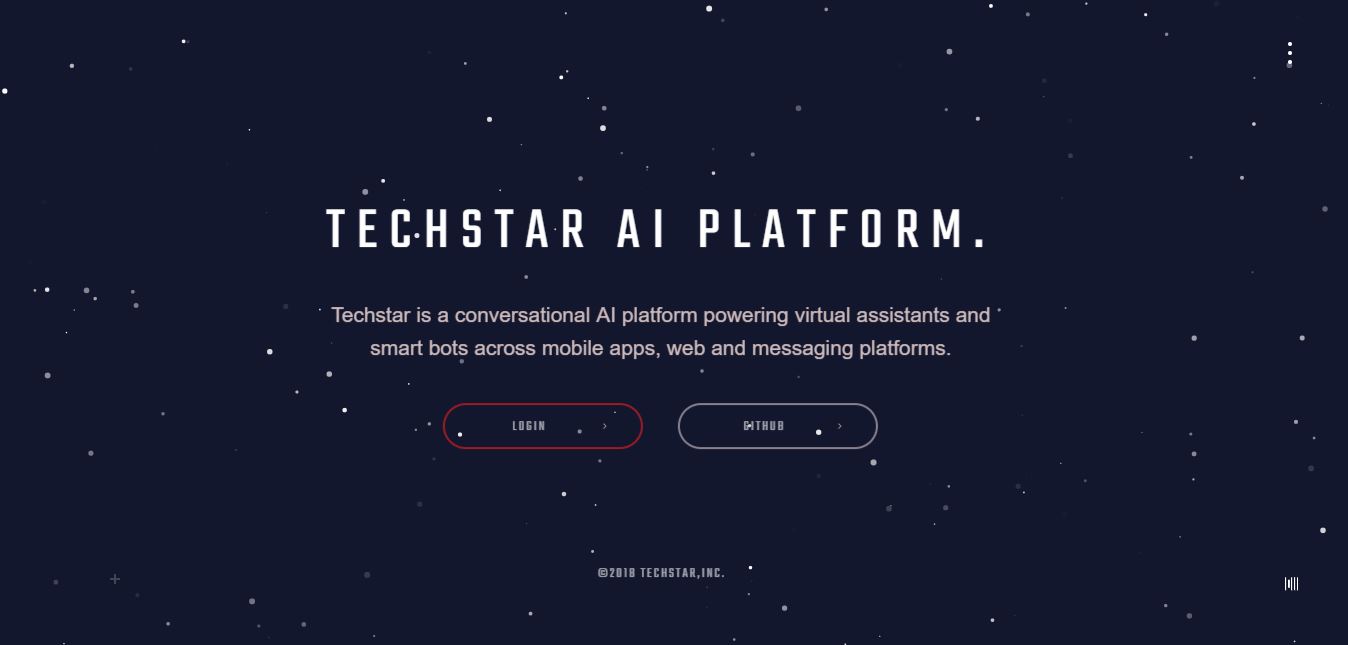 TECHSTAR AI PLATFORM.
Techstar is a conversational AI platform powering virtual assistants and
smart bots across mobile apps, web and messaging platforms.
LOGIN ›
GITHUB ›
©2018 TECHSTAR,INC.